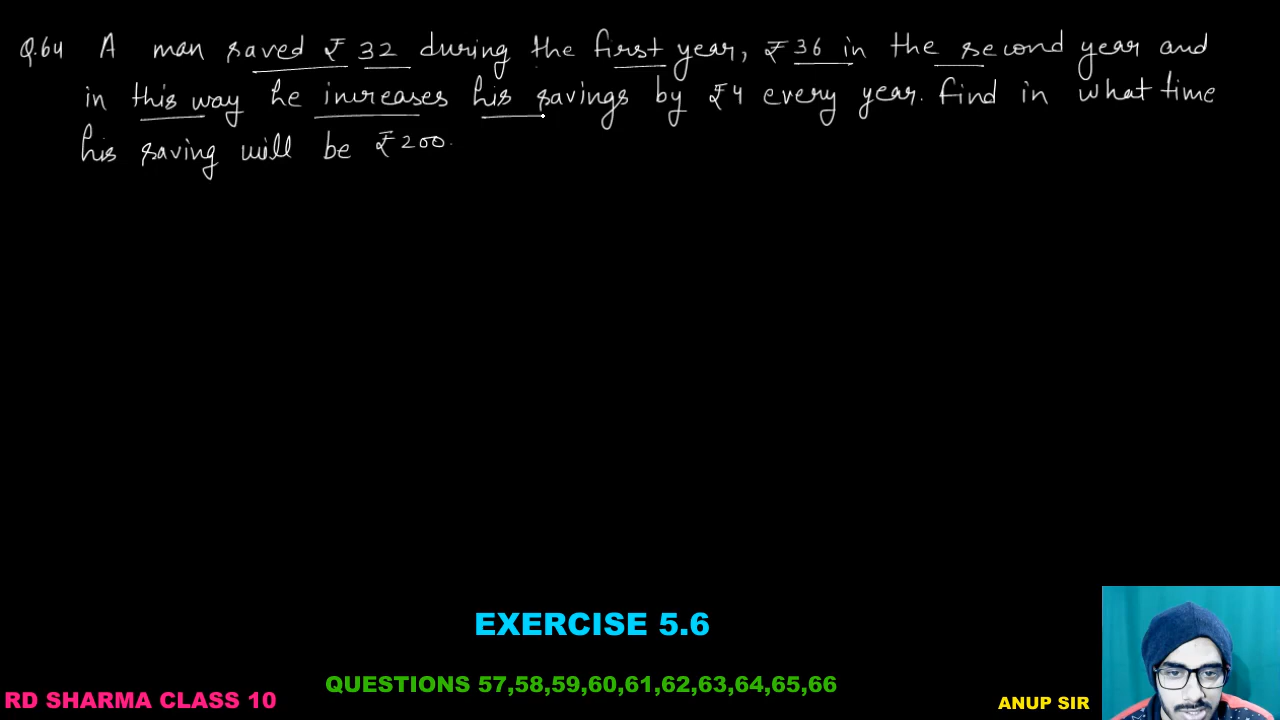 Q.64 A man saved ₹ 32 during the first year, ₹ 36 in the second year and
in this way he increases his savings by ₹4 every year. Find in what time
his saving will be ₹200.
EXERCISE 5.6
QUESTIONS 57,58,59,60,61,62,63,64,65,66
RD SHARMA CLASS 10
ANUP SIR